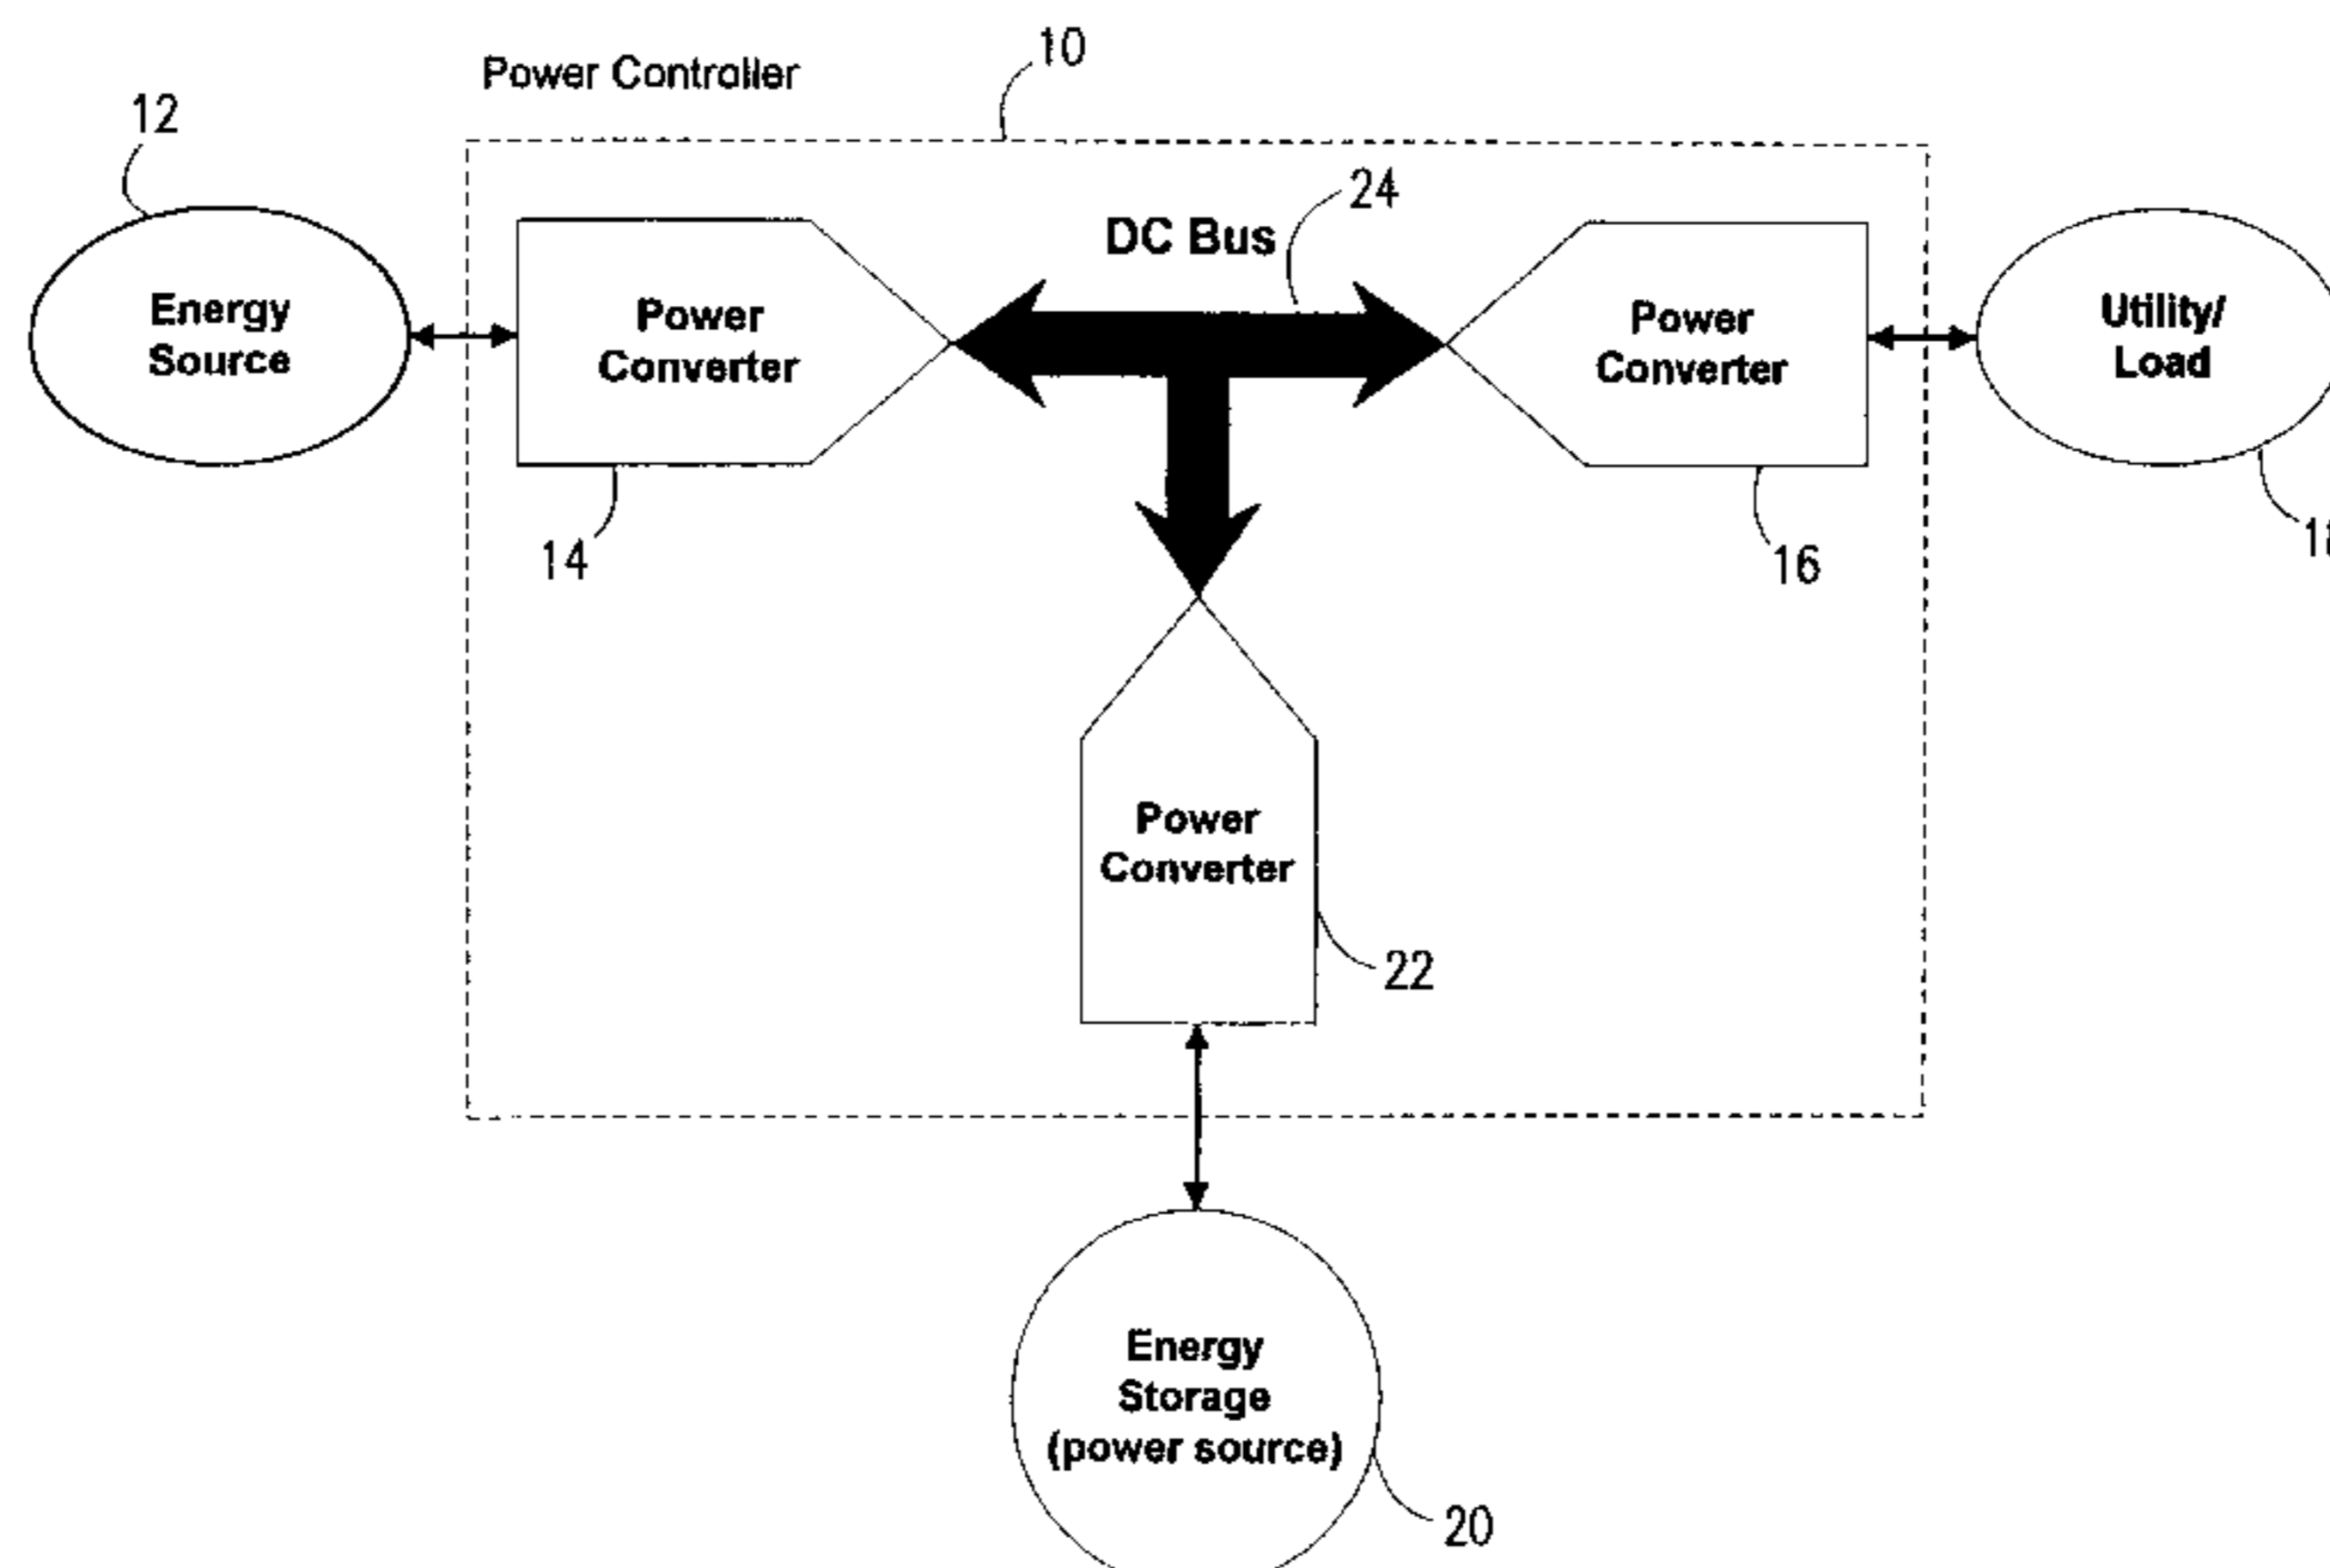 10
Power Controller
12
24
DC Bus
Energy
Source
Power
Converter
Power
Converter
Utility/
Load
14
16
Power
Converter
22
Energy
Storage
(power source)
20